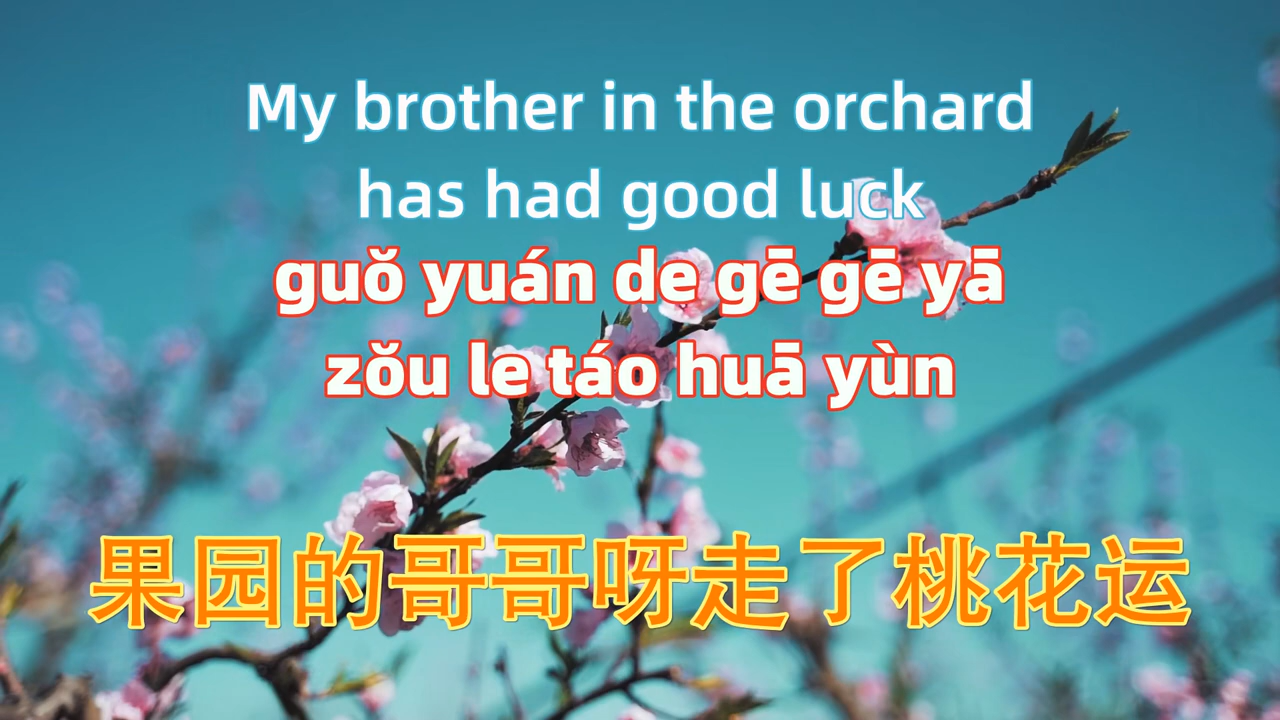 My brother in the orchard
has had good luck
guǒ yuán de gē gē yā
zǒu le táo huā yùn
果园的哥哥呀走了桃花运